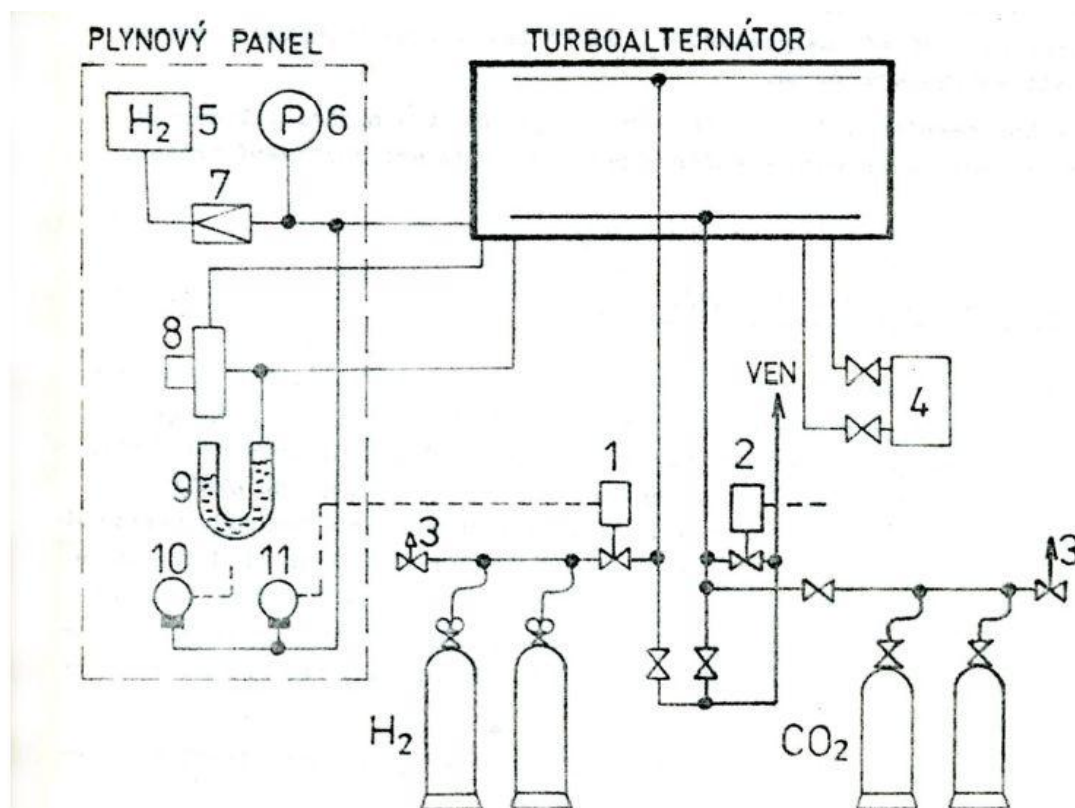 PLYNOVÝ PANEL
TURBOALTERNÁTOR
H₂ 5
P 6
7
8
VEN
4
9
1
2
3
3
10
11
H₂
CO₂